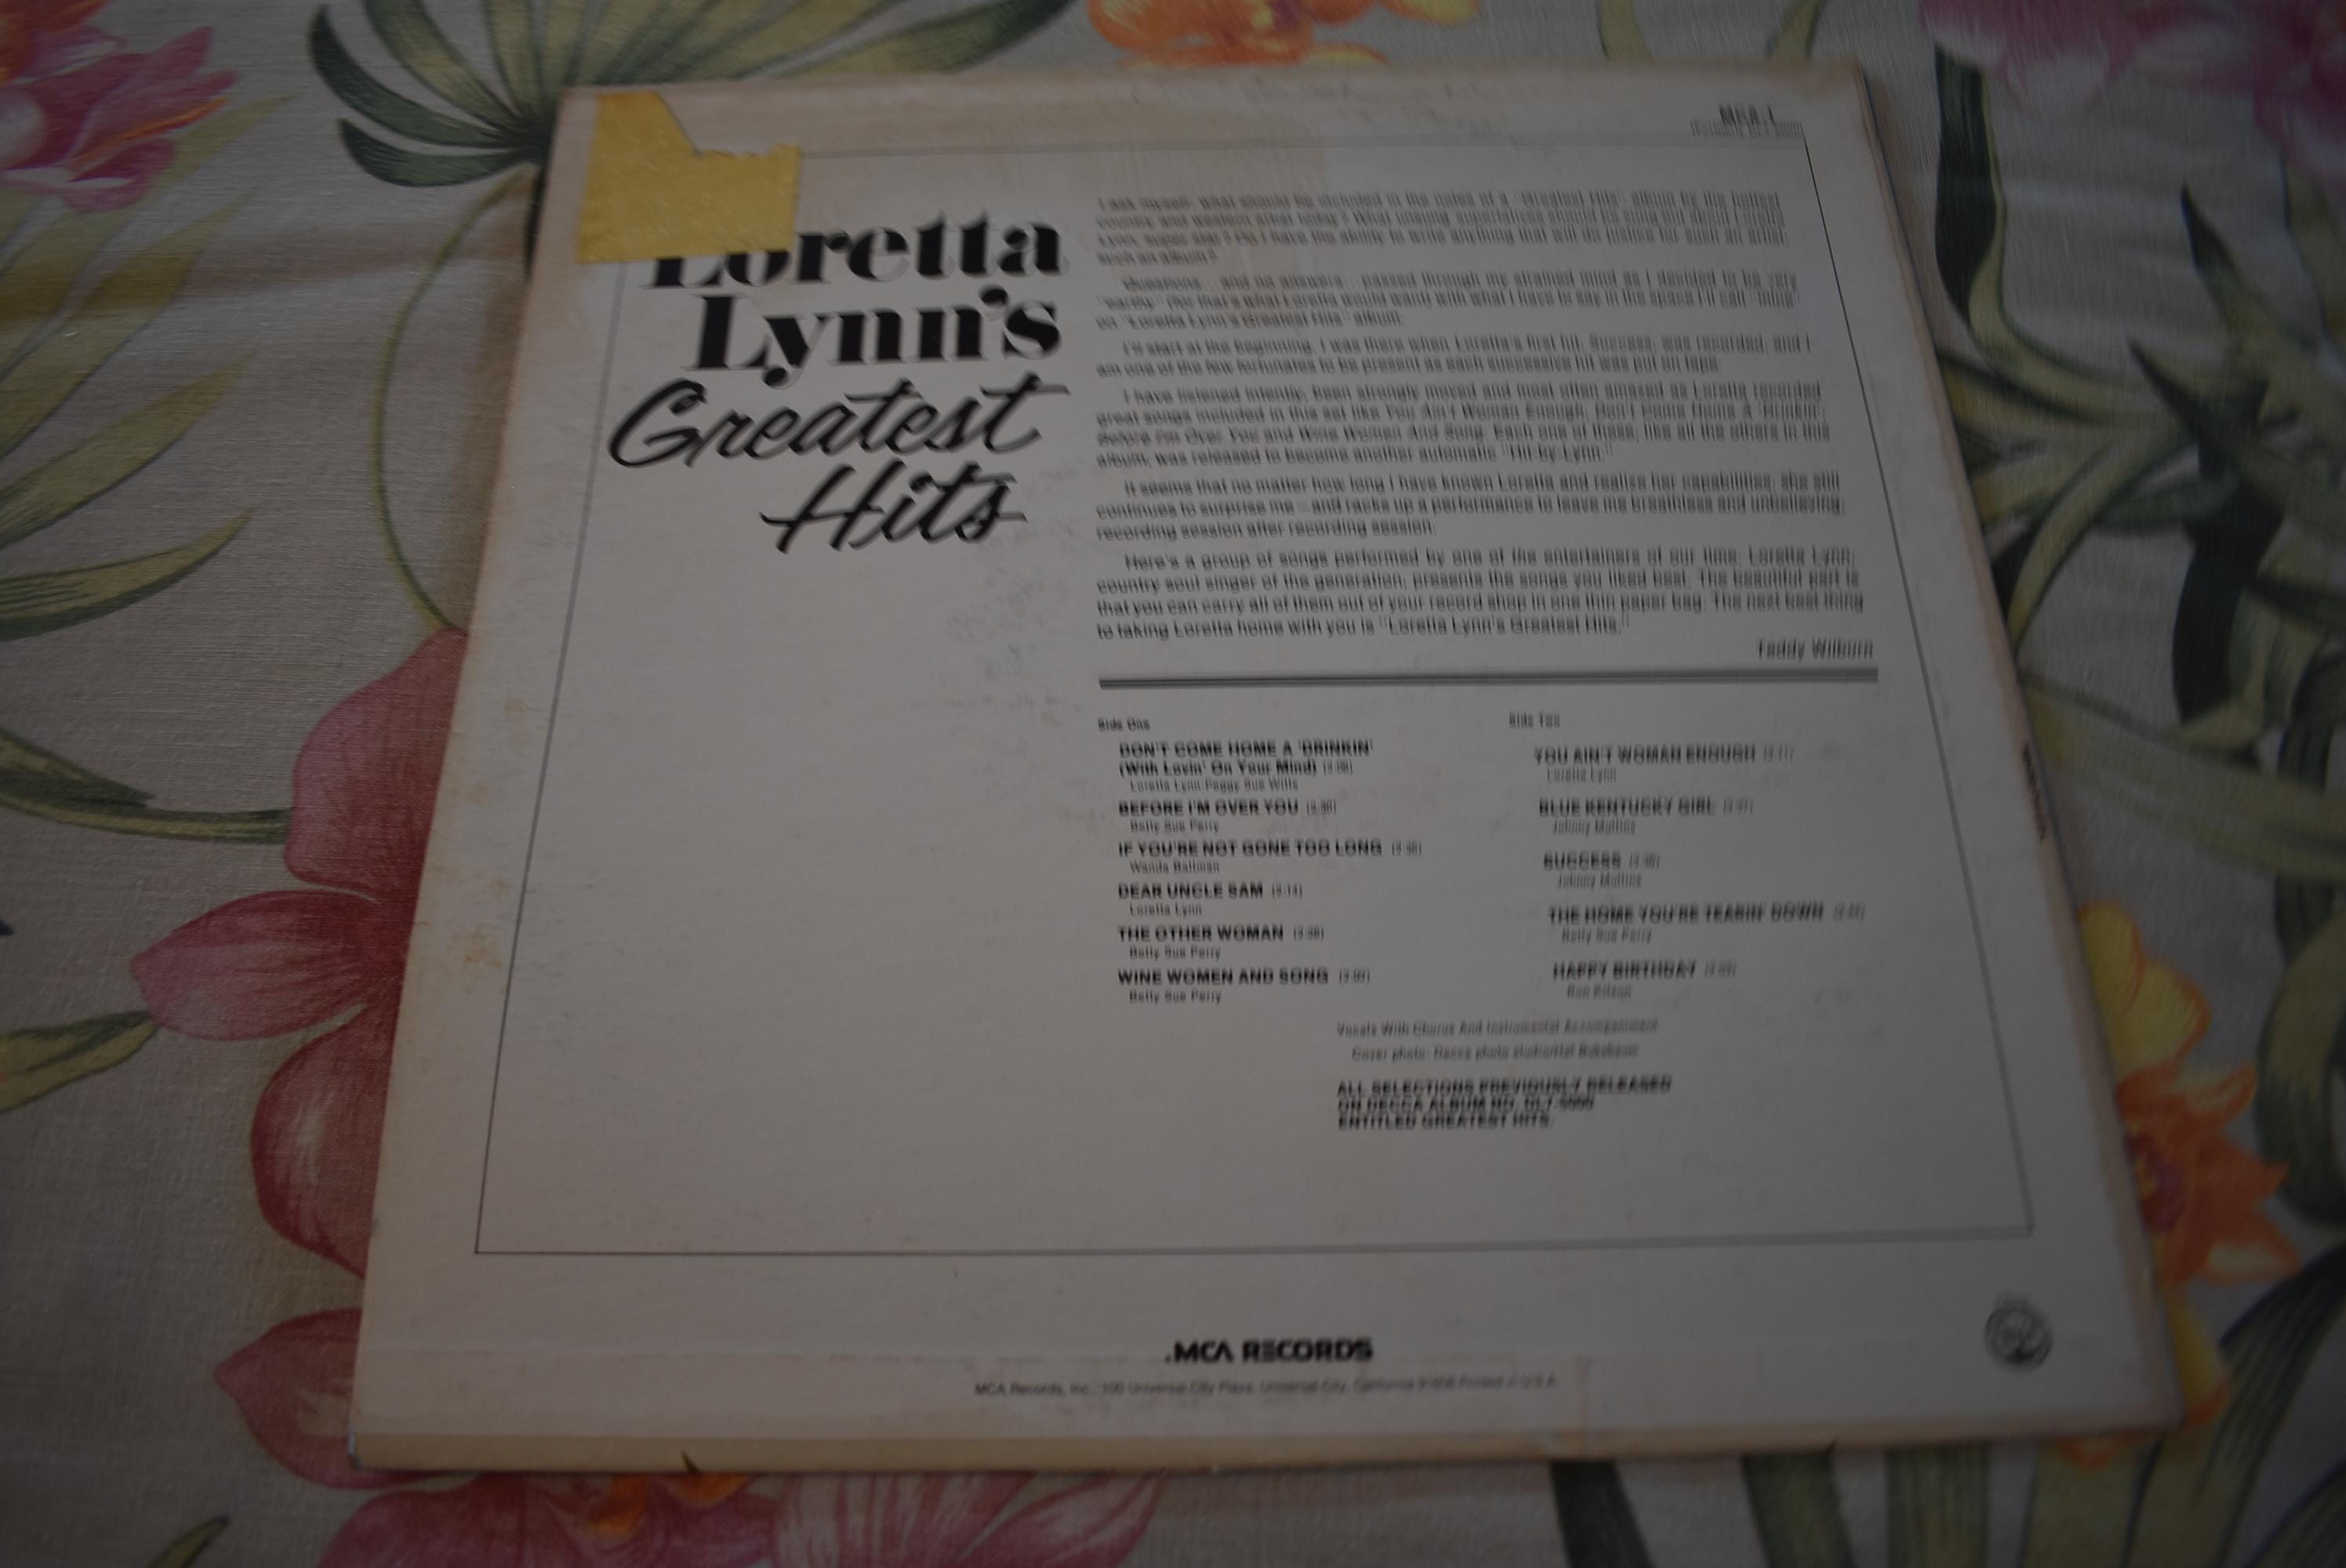 MCA-1
Loretta
Lynn's
Greatest
Hits
I ask myself: what should be included in the notes of a "Greatest Hits" album by the hottest
country and western artist today? What unsung superlatives should be sung out about Loretta
Lynn, super star? Do I have the ability to write anything that will do justice for such an artist,
such an album?
Questions... and no answers... passed through my strained mind as I decided to be very
"earthy" (for that's what Loretta would want) with what I have to say in the space I'll call "mine"
on "Loretta Lynn's Greatest Hits" album.
I'll start at the beginning. I was there when Loretta's first hit, Success, was recorded, and I
am one of the few fortunates to be present as each successive hit was put on tape.
I have listened intently, been strongly moved and most often amazed as Loretta recorded
great songs included in this set like You Ain't Woman Enough, Don't Come Home A 'Drinkin',
Before I'm Over You and Wine Women And Song. Each one of these, like all the others in this
album, was released to become another automatic "Hit-by-Lynn."
It seems that no matter how long I have known Loretta and realize her capabilities, she still
continues to surprise me – and racks up a performance to leave me breathless and unbelieving,
recording session after recording session.
Here's a group of songs performed by one of the entertainers of our time. Loretta Lynn,
country soul singer of the generation, presents the songs you liked best. The beautiful part is
that you can carry all of them out of your record shop in one thin paper bag. The next best thing
to taking Loretta home with you is "Loretta Lynn's Greatest Hits."
Teddy Wilburn
Side One
DON'T COME HOME A 'DRINKIN'
(With Lovin' On Your Mind)
Loretta Lynn-Peggy Sue Wills
BEFORE I'M OVER YOU
Betty Sue Perry
IF YOU'RE NOT GONE TOO LONG
Wanda Ballman
DEAR UNCLE SAM
Loretta Lynn
THE OTHER WOMAN
Betty Sue Perry
WINE WOMEN AND SONG
Betty Sue Perry
Side Two
YOU AIN'T WOMAN ENOUGH
Loretta Lynn
BLUE KENTUCKY GIRL
Johnny Mullins
SUCCESS
Johnny Mullins
THE HOME YOU'RE TEARIN' DOWN
Betty Sue Perry
HAPPY BIRTHDAY
Ron Kitson
Vocals With Chorus And Instrumental Accompaniment
Cover photo: Decca photo studio/Hal Buksbaum
ALL SELECTIONS PREVIOUSLY RELEASED
ON DECCA ALBUM NO. DL7-5000
ENTITLED GREATEST HITS.
.MCA RECORDS
MCA Records, Inc., 100 Universal City Plaza, Universal City, California Printed in U.S.A.